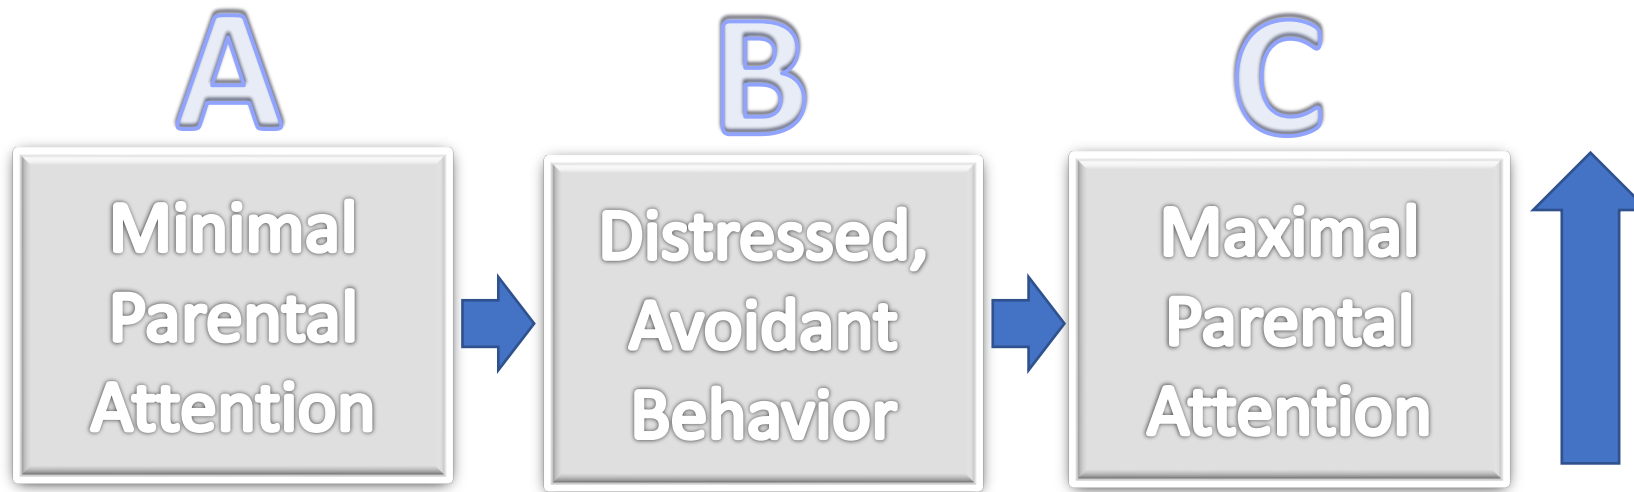 A
Minimal
Parental
Attention
B
Distressed,
Avoidant
Behavior
C
Maximal
Parental
Attention